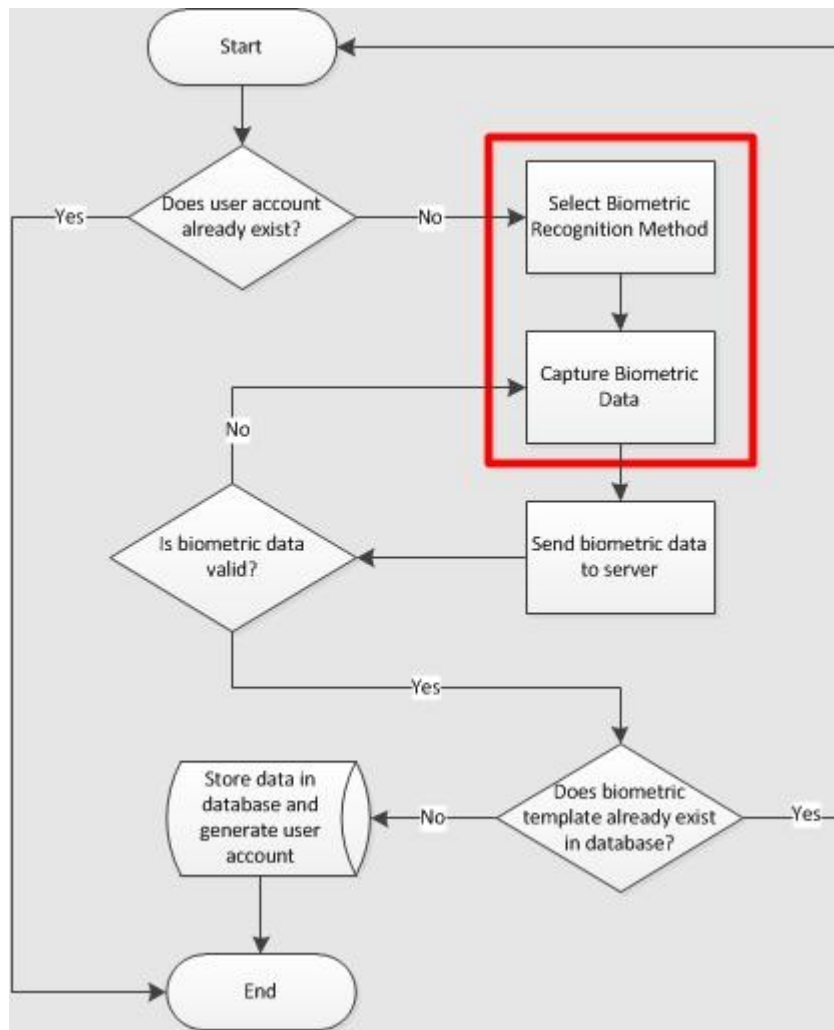 Start
Does user account
already exist?
Yes
No
Select Biometric
Recognition Method
Capture Biometric
Data
No
Is biometric data
valid?
Send biometric data
to server
Yes
Store data in
database and
generate user
account
No
Does biometric
template already exist
in database?
Yes
End